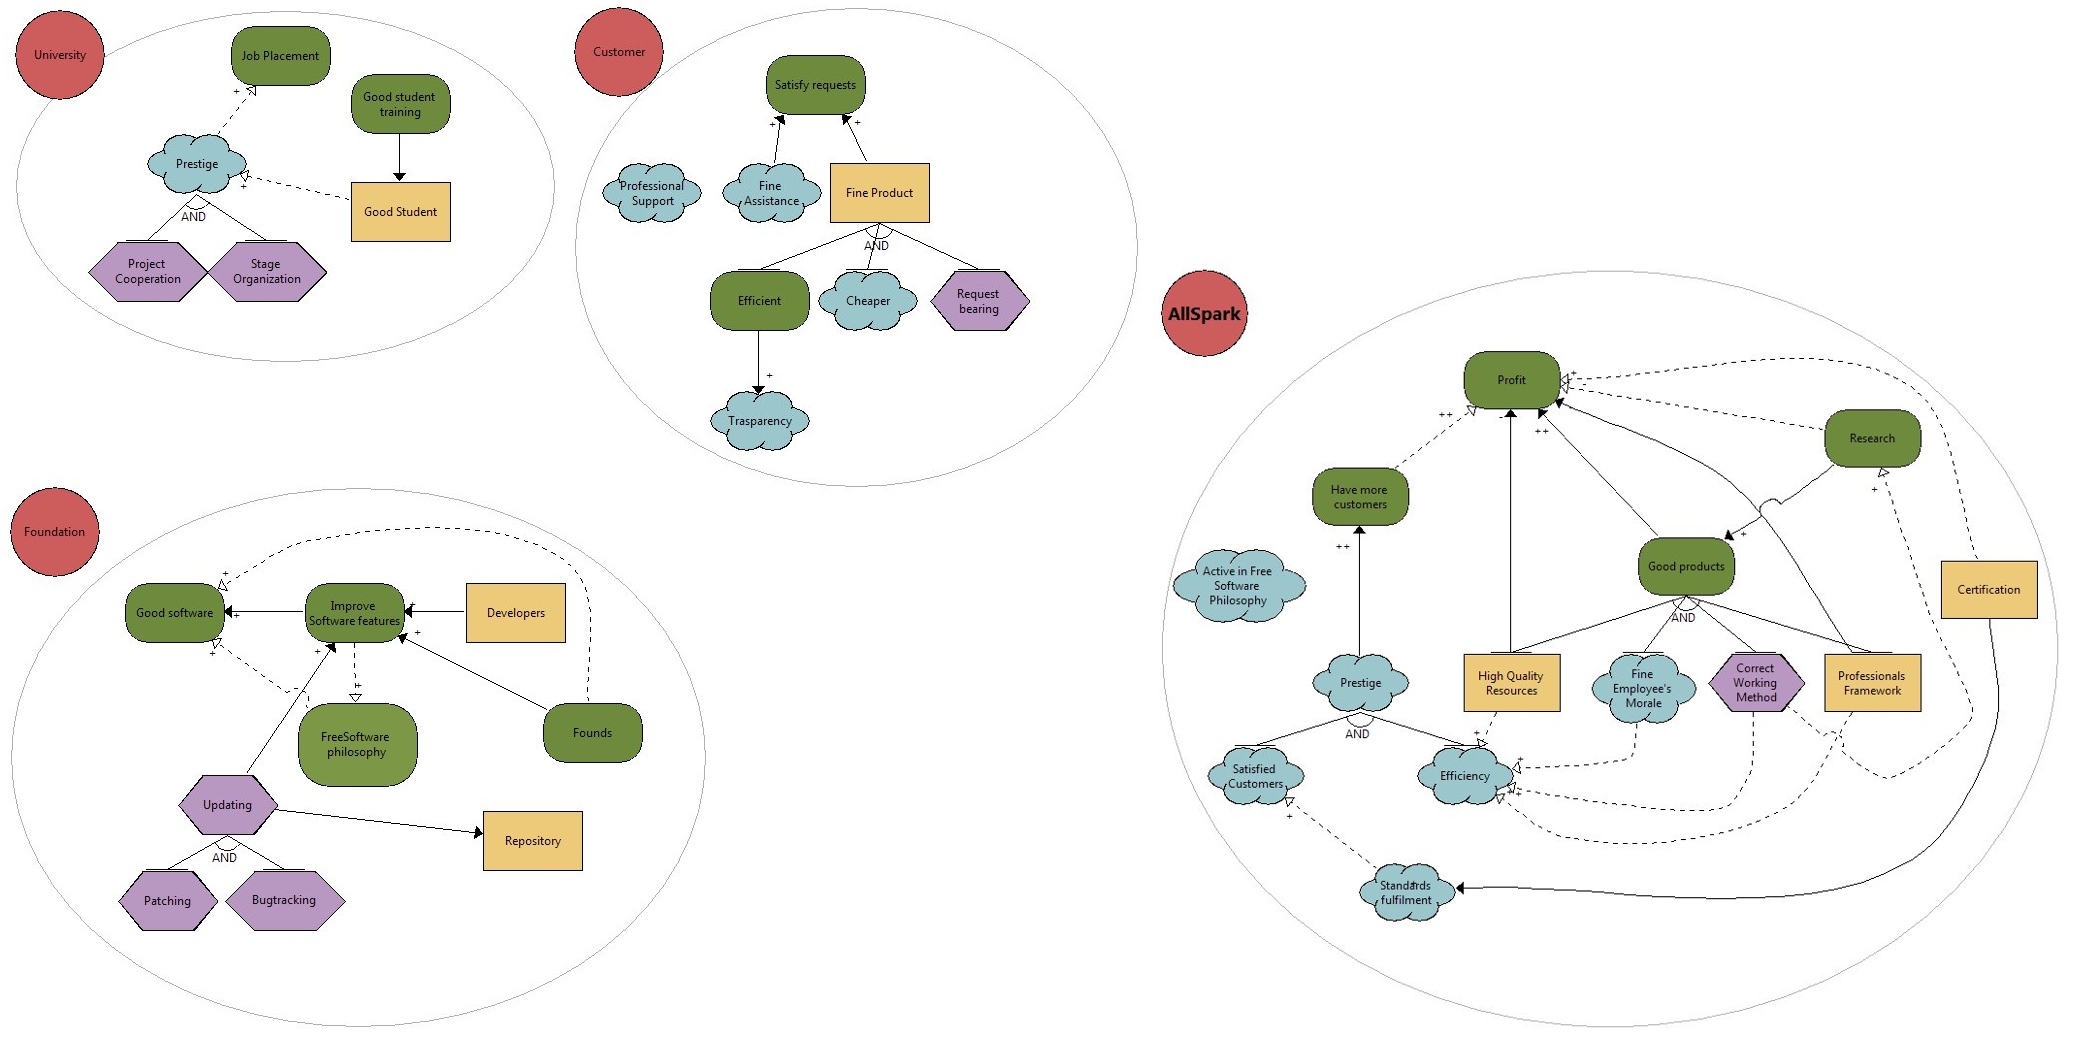 University
Job Placement
+
Good student
training
Prestige
+
AND
Good Student
Project
Cooperation
Stage
Organization
Customer
Satisfy requests
+
+
Professional
Support
Fine
Assistance
Fine Product
AND
Efficient
Cheaper
Request
bearing
+
Trasparency
AllSpark
Profit
+
-
++
-
++
Research
+
Have more
customers
++
+
Good products
Active in Free
Software
Philosophy
Certification
AND
Prestige
High Quality
Resources
Fine
Employee's
Morale
Correct
Working
Method
Professionals
Framework
AND
+
Satisfied
Customers
Efficiency
+
+
+
+
Standards
fulfilment
+
Foundation
+
Good software
+
Improve
Software features
+
Developers
+
+
+
+
FreeSoftware
philosophy
Founds
Updating
AND
Repository
Patching
Bugtracking